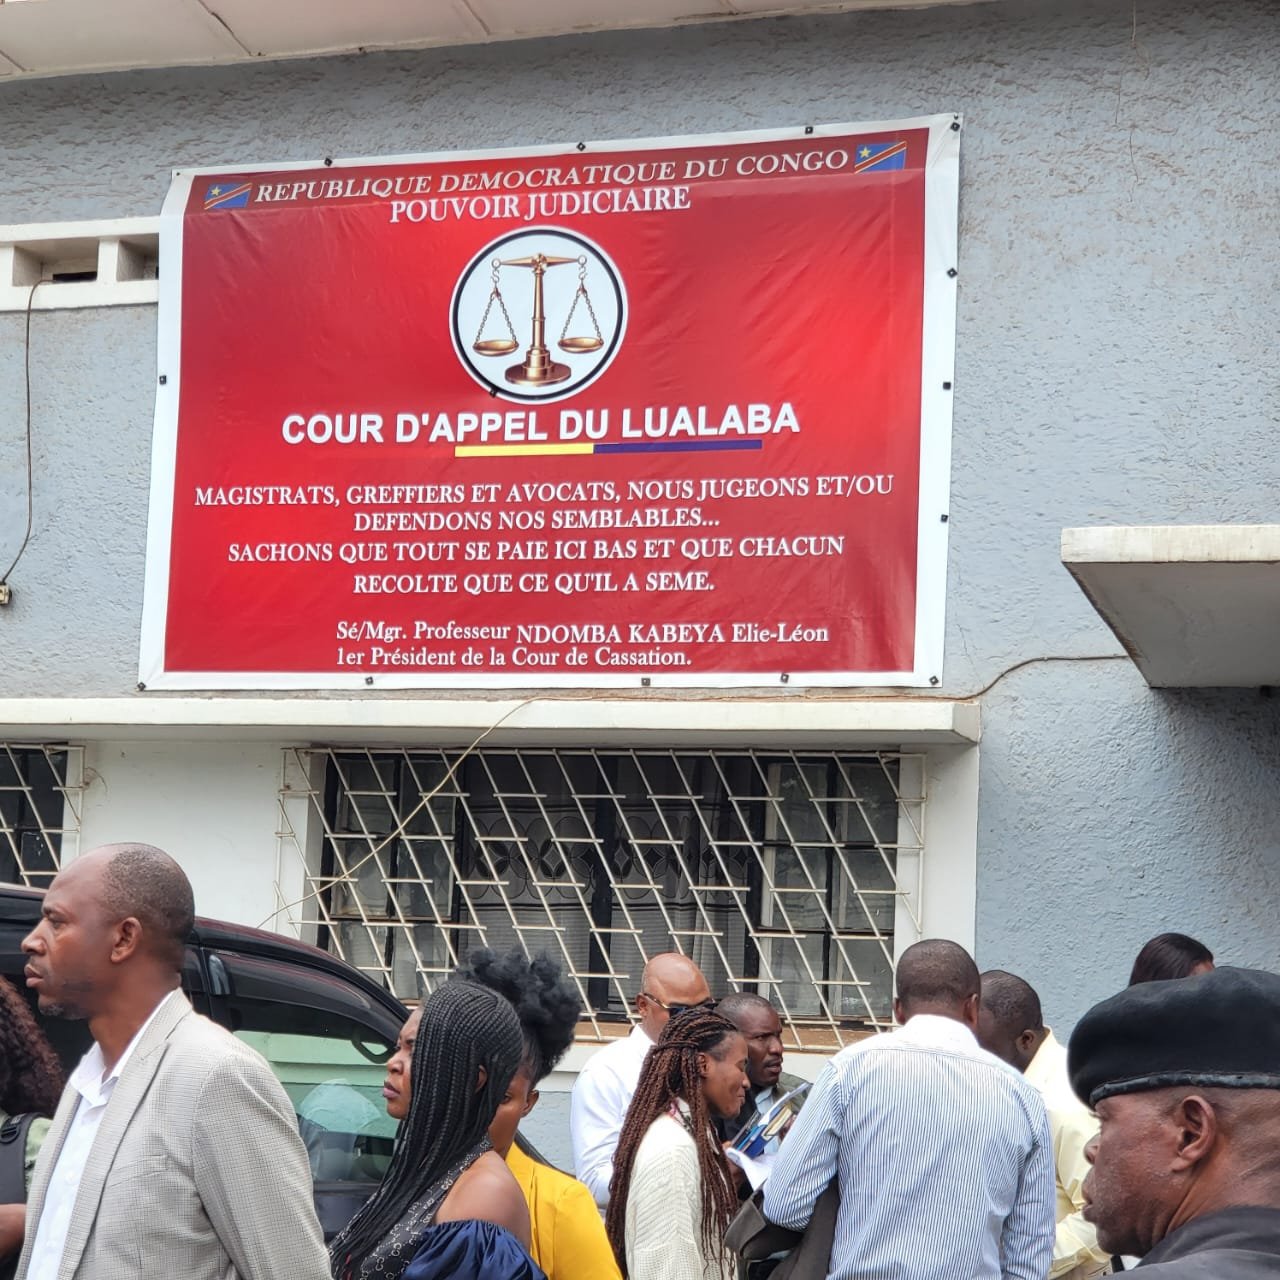 REPUBLIQUE DEMOCRATIQUE DU CONGO
POUVOIR JUDICIAIRE
COUR D'APPEL DU LUALABA
MAGISTRATS, GREFFIERS ET AVOCATS, NOUS JUGEONS ET/OU
DEFENDONS NOS SEMBLABLES...
SACHONS QUE TOUT SE PAIE ICI BAS ET QUE CHACUN
RECOLTE QUE CE QU'IL A SEME.
Sé/Mgr. Professeur NDOMBA KABEYA Elie-Léon
1er Président de la Cour de Cassation.